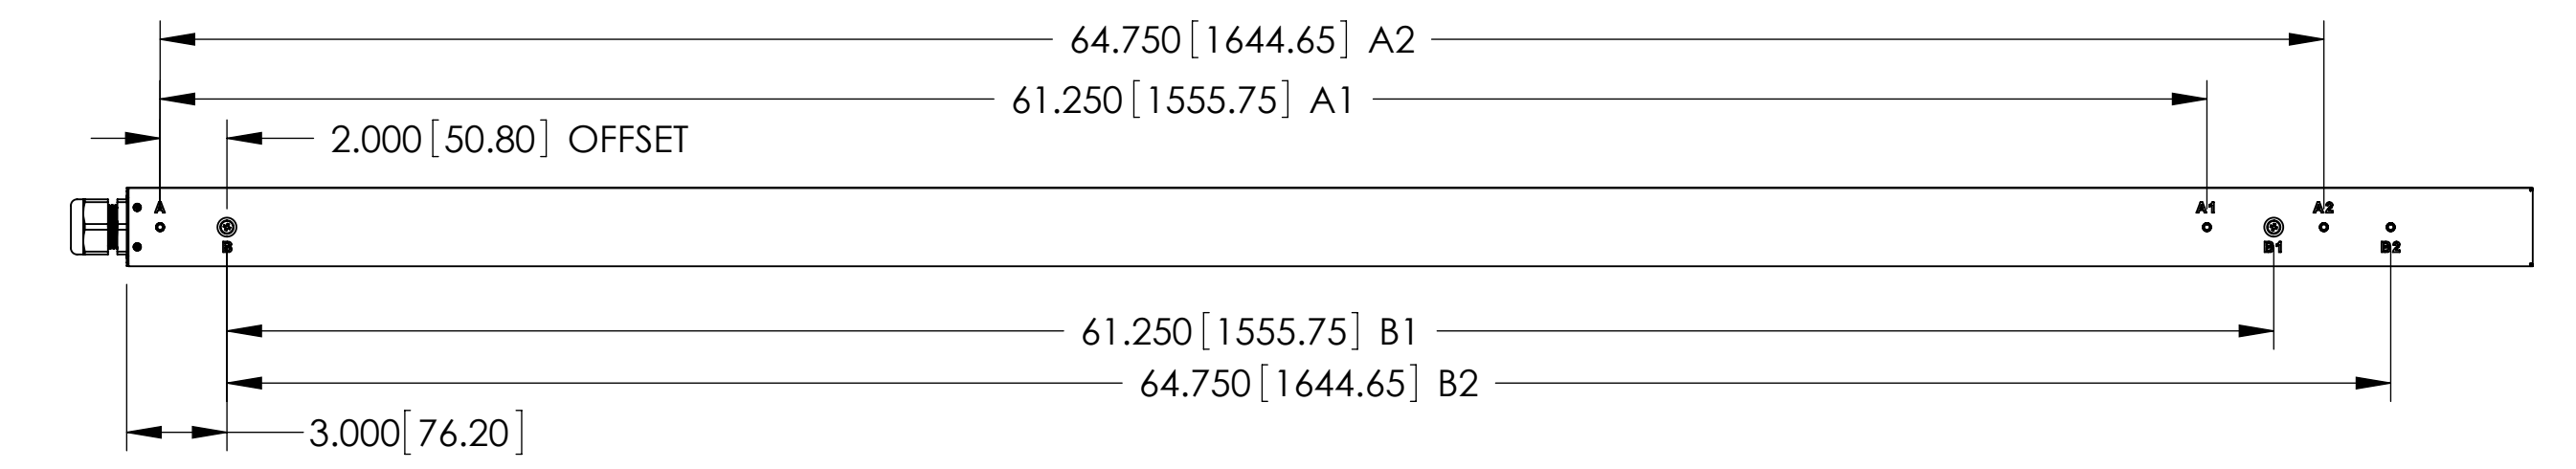 64.750[1644.65] A2
61.250[1555.75] A1
2.000[50.80] OFFSET
A
A1
A2
B
B1
B2
61.250[1555.75] B1
64.750[1644.65] B2
3.000[76.20]